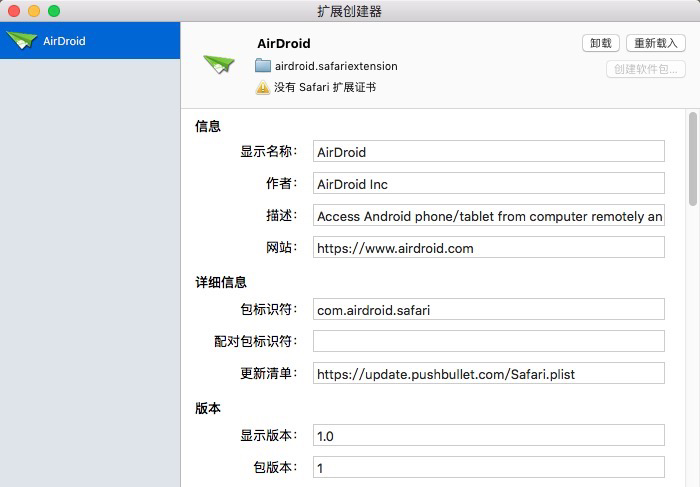 扩展创建器
AirDroid
AirDroid
卸载 重新载入
airdroid.safariextension
创建软件包...
没有 Safari 扩展证书
信息
显示名称： AirDroid
作者： AirDroid Inc
描述： Access Android phone/tablet from computer remotely an
网站： https://www.airdroid.com
详细信息
包标识符： com.airdroid.safari
配对包标识符：
更新清单： https://update.pushbullet.com/Safari.plist
版本
显示版本： 1.0
包版本： 1